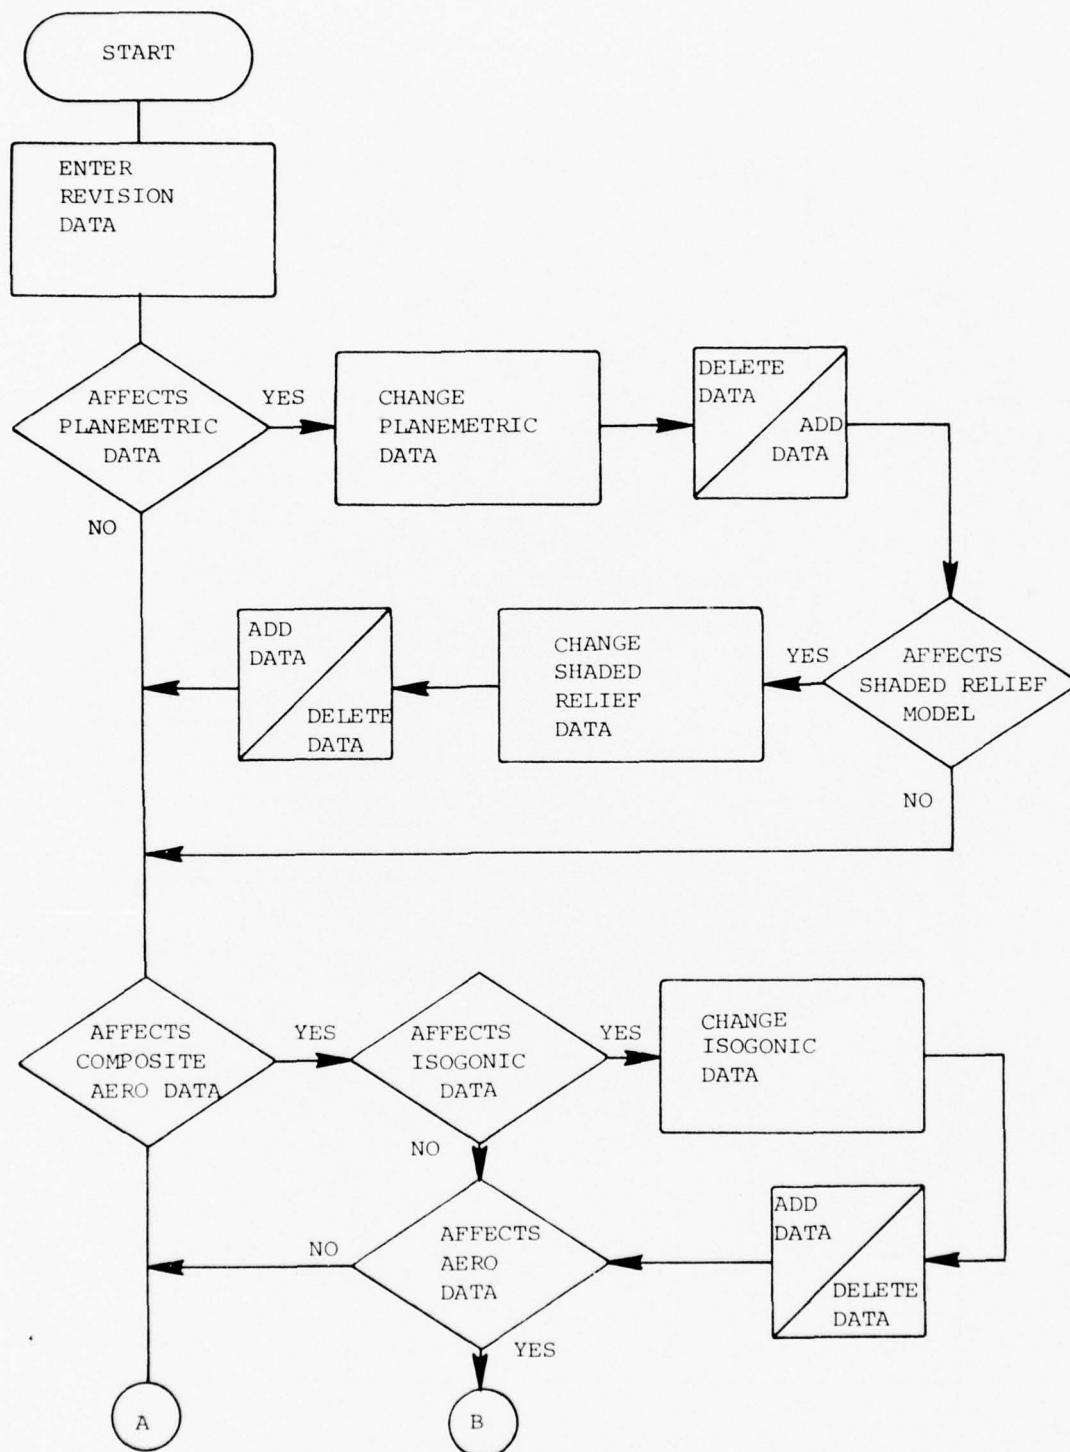 START
ENTER
REVISION
DATA
AFFECTS
PLANEMETRIC
DATA
YES
CHANGE
PLANEMETRIC
DATA
DELETE
DATA
ADD
DATA
NO
ADD
DATA
DELETE
DATA
CHANGE
SHADED
RELIEF
DATA
YES
AFFECTS
SHADED RELIEF
MODEL
NO
AFFECTS
COMPOSITE
AERO DATA
YES
AFFECTS
ISOGONIC
DATA
YES
CHANGE
ISOGONIC
DATA
NO
NO
AFFECTS
AERO
DATA
ADD
DATA
DELETE
DATA
YES
A
B